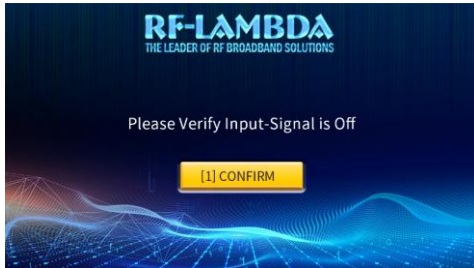 RF-LAMBDA
THE LEADER OF RF BROADBAND SOLUTIONS
Please Verify Input-Signal is Off
[1] CONFIRM